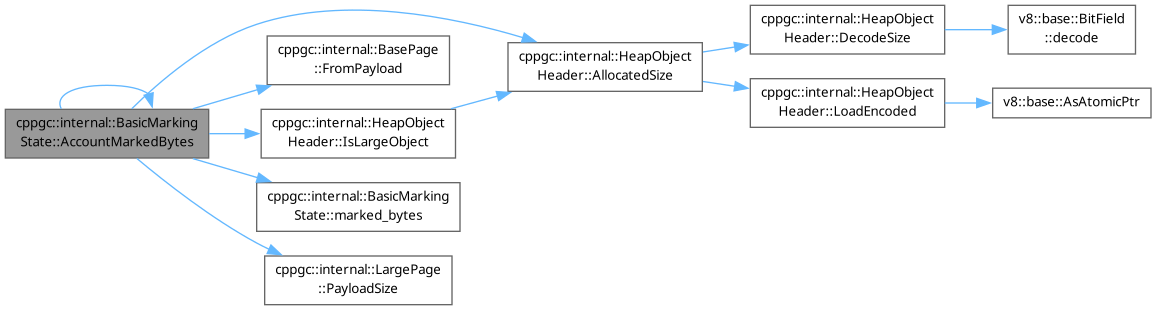 cppgc::internal::BasicMarking
State::AccountMarkedBytes
cppgc::internal::BasePage
::FromPayload
cppgc::internal::HeapObject
Header::IsLargeObject
cppgc::internal::BasicMarking
State::marked_bytes
cppgc::internal::LargePage
::PayloadSize
cppgc::internal::HeapObject
Header::AllocatedSize
cppgc::internal::HeapObject
Header::DecodeSize
cppgc::internal::HeapObject
Header::LoadEncoded
v8::base::BitField
::decode
v8::base::AsAtomicPtr